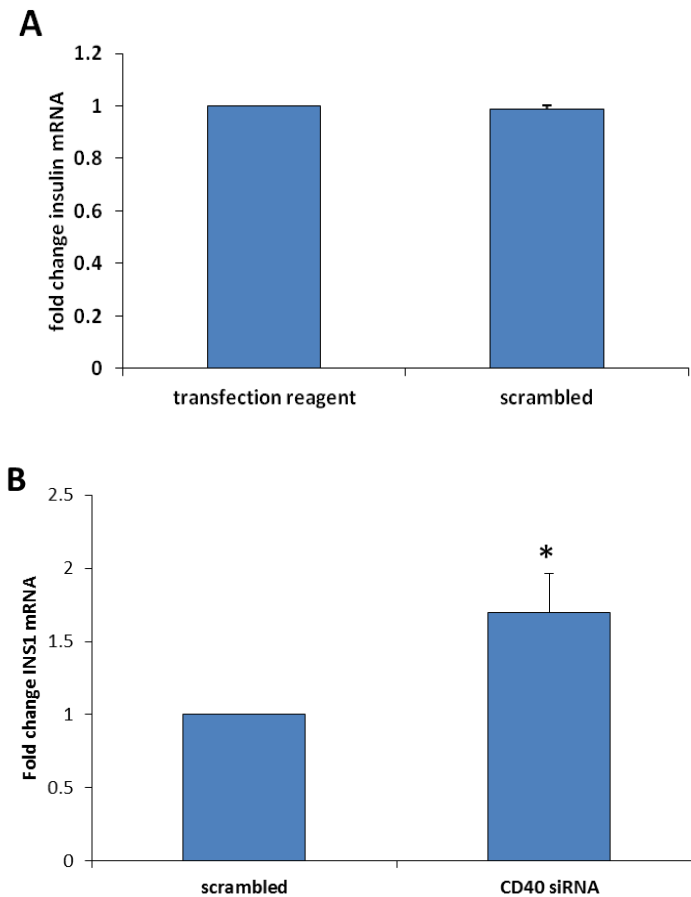 A
fold change insulin mRNA
1.2
1
0.8
0.6
0.4
0.2
0
transfection reagent
scrambled
B
Fold change INS1 mRNA
2.5
2
1.5
1
0.5
0
*
scrambled
CD40 siRNA